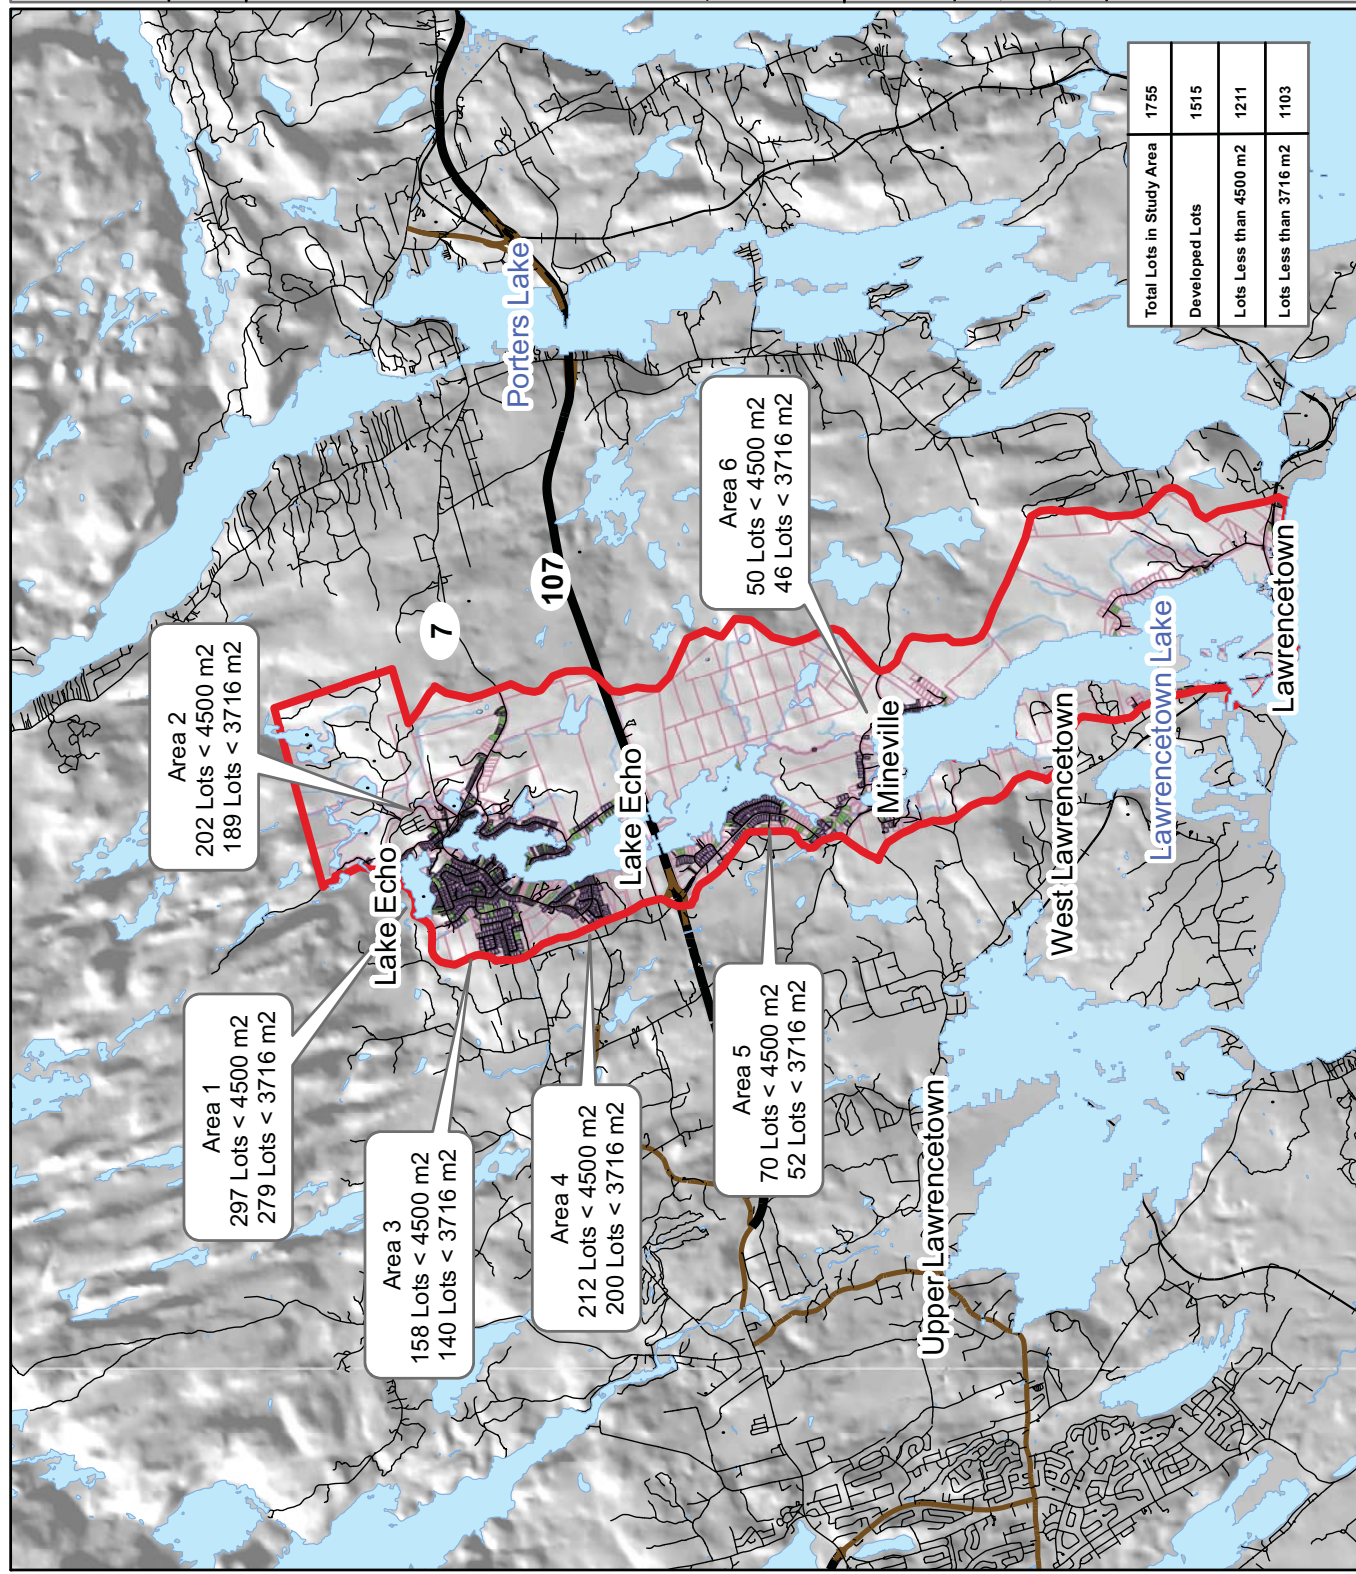 Area 1
297 Lots < 4500 m2
279 Lots < 3716 m2
Area 2
202 Lots < 4500 m2
189 Lots < 3716 m2
Area 3
158 Lots < 4500 m2
140 Lots < 3716 m2
Area 4
212 Lots < 4500 m2
200 Lots < 3716 m2
Area 5
70 Lots < 4500 m2
52 Lots < 3716 m2
Area 6
50 Lots < 4500 m2
46 Lots < 3716 m2
Lake Echo
7
107
Porters Lake
Lake Echo
Mineville
Upper Lawrencetown
West Lawrencetown
Lawrencetown Lake
Lawrencetown
Total Lots in Study Area 1755
Developed Lots 1515
Lots Less than 4500 m2 1211
Lots Less than 3716 m2 1103